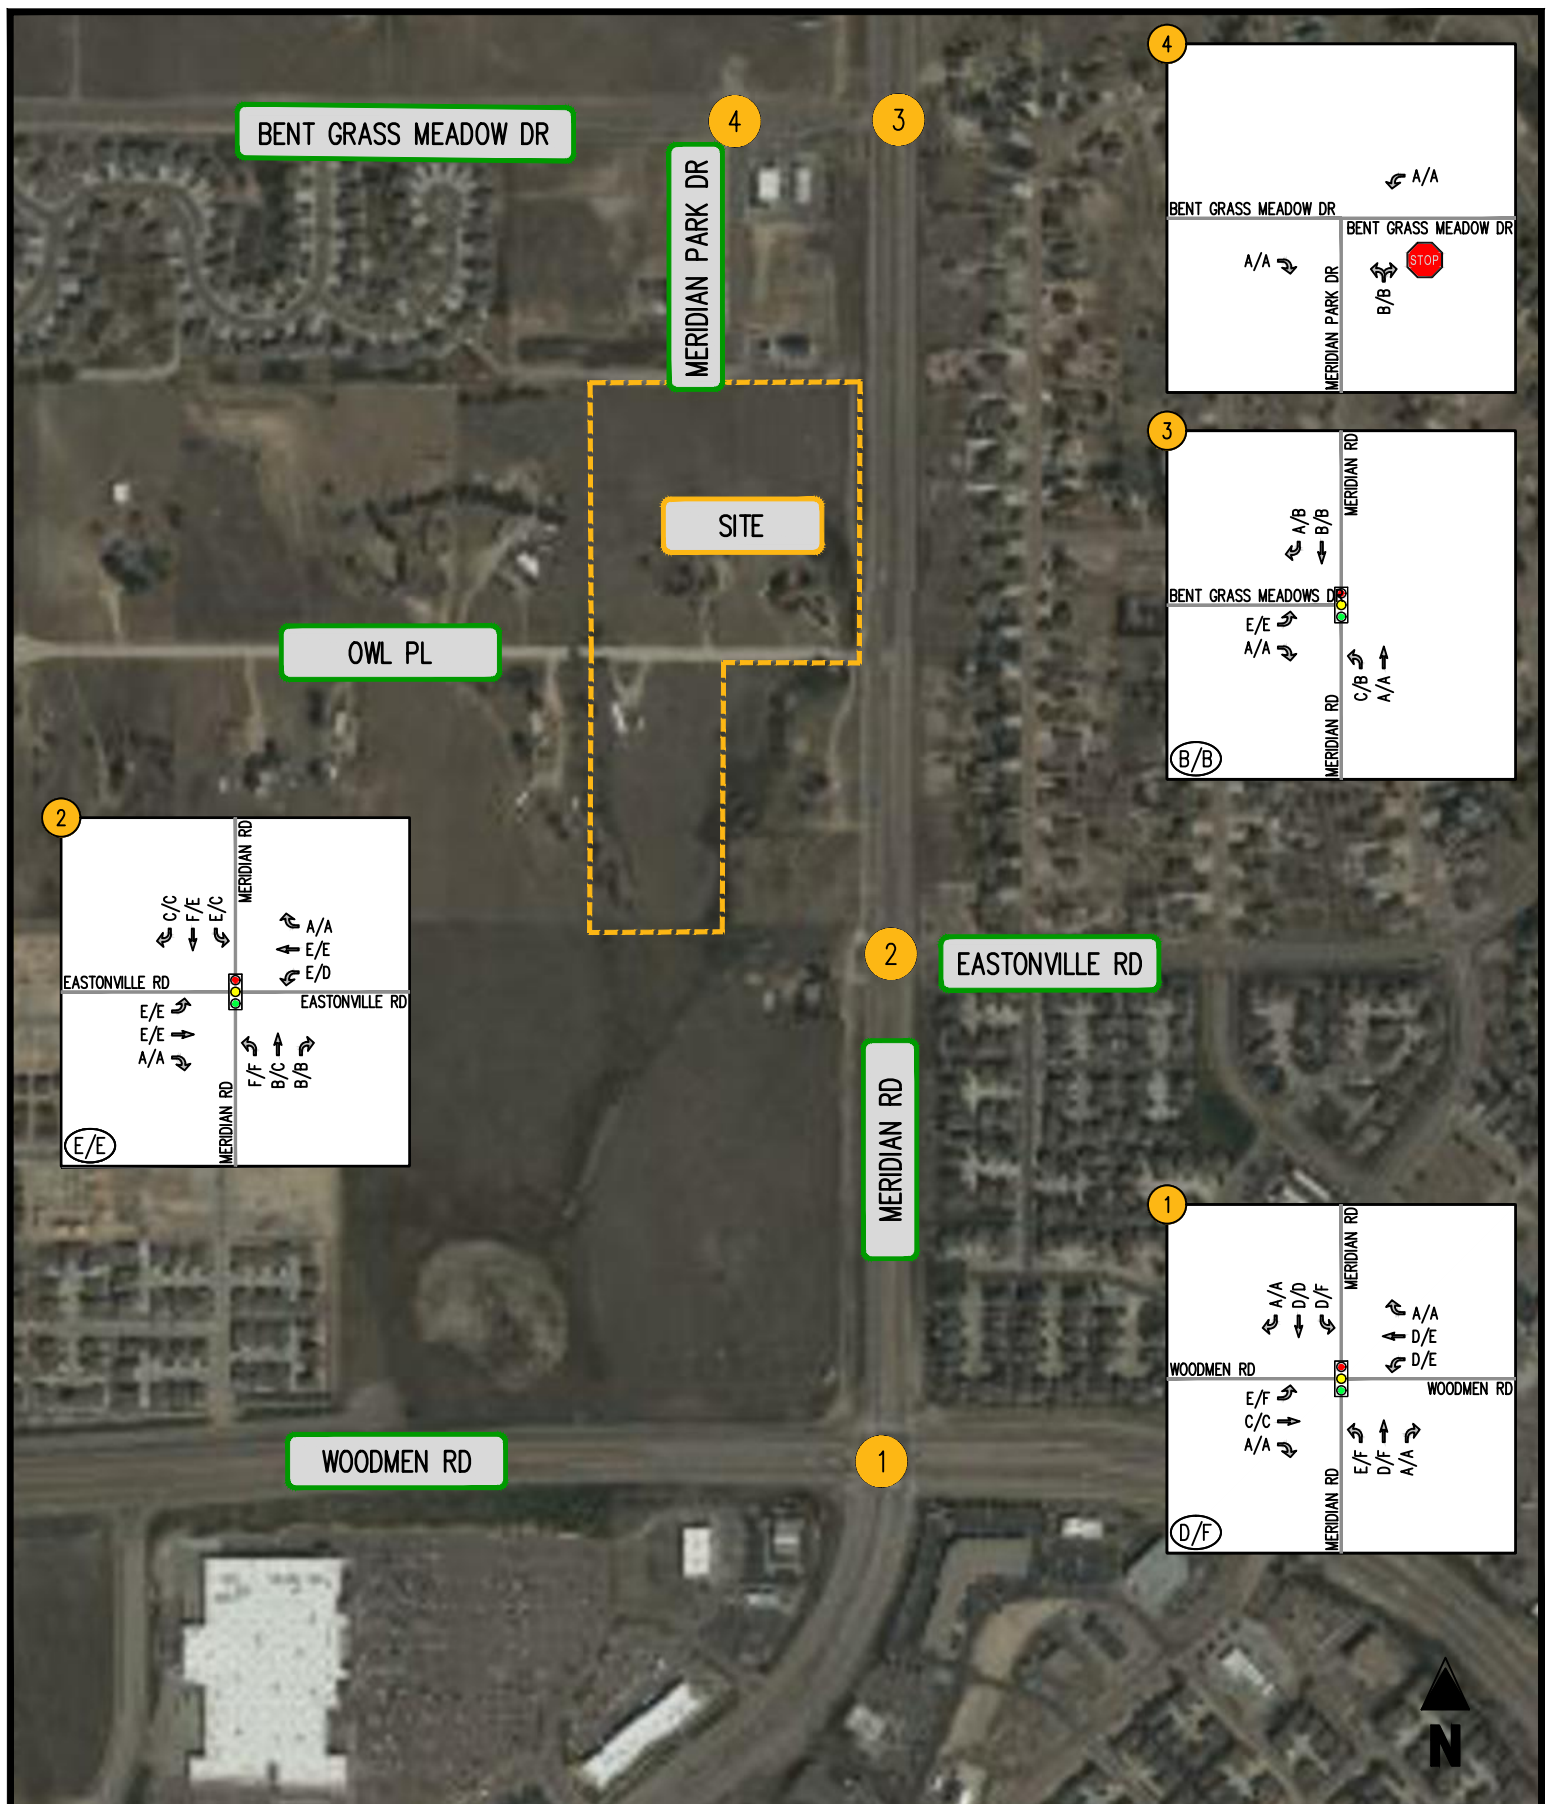 BENT GRASS MEADOW DR
4
3
MERIDIAN PARK DR
SITE
OWL PL
2
EASTONVILLE RD
MERIDIAN RD
WOODMEN RD
1
4
A/A
BENT GRASS MEADOW DR
BENT GRASS MEADOW DR
A/A
STOP
B/B
MERIDIAN PARK DR
3
MERIDIAN RD
A/B
B/B
BENT GRASS MEADOWS DR
E/E
A/A
C/B
A/A
MERIDIAN RD
B/B
2
MERIDIAN RD
C/C
F/E
E/C
A/A
E/E
E/D
EASTONVILLE RD
EASTONVILLE RD
E/E
E/E
A/A
F/F
B/C
B/B
MERIDIAN RD
E/E
1
MERIDIAN RD
A/A
D/D
D/F
A/A
D/E
D/E
WOODMEN RD
WOODMEN RD
E/F
C/C
A/A
E/F
D/F
A/A
MERIDIAN RD
D/F
N